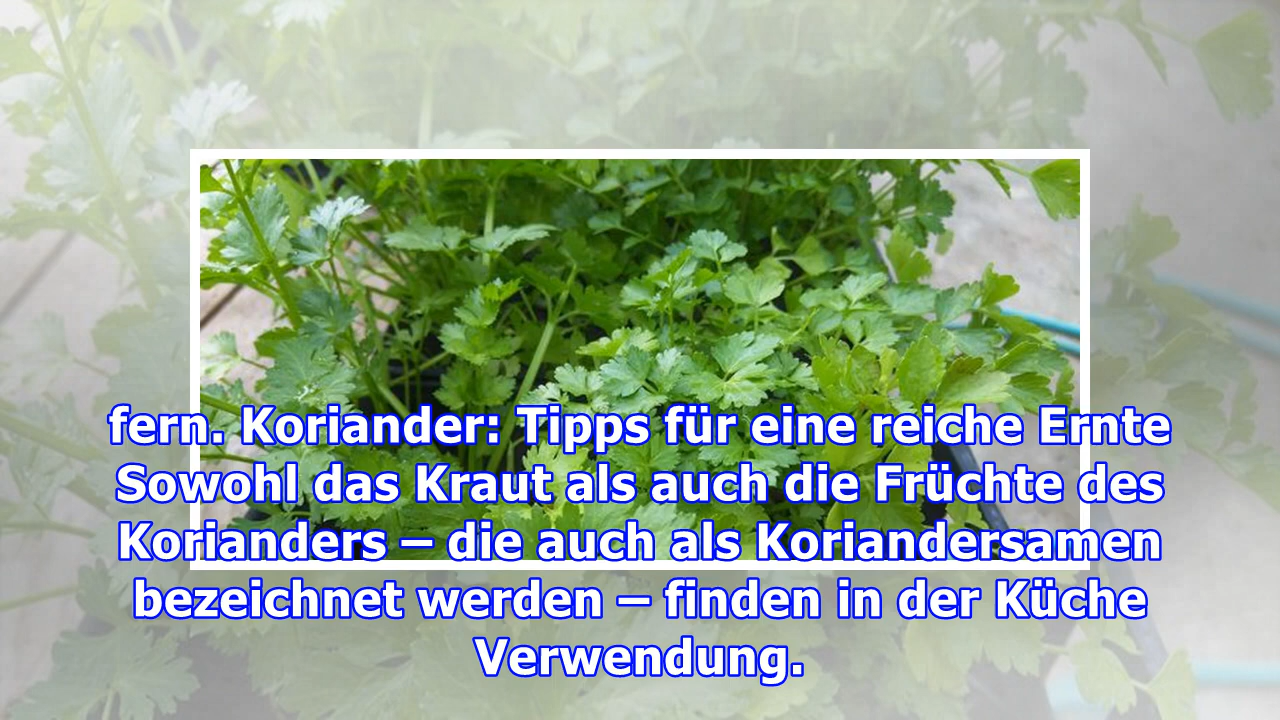 fern. Koriander: Tipps für eine reiche Ernte
Sowohl das Kraut als auch die Früchte des
Korianders – die auch als Koriandersamen
bezeichnet werden – finden in der Küche
Verwendung.